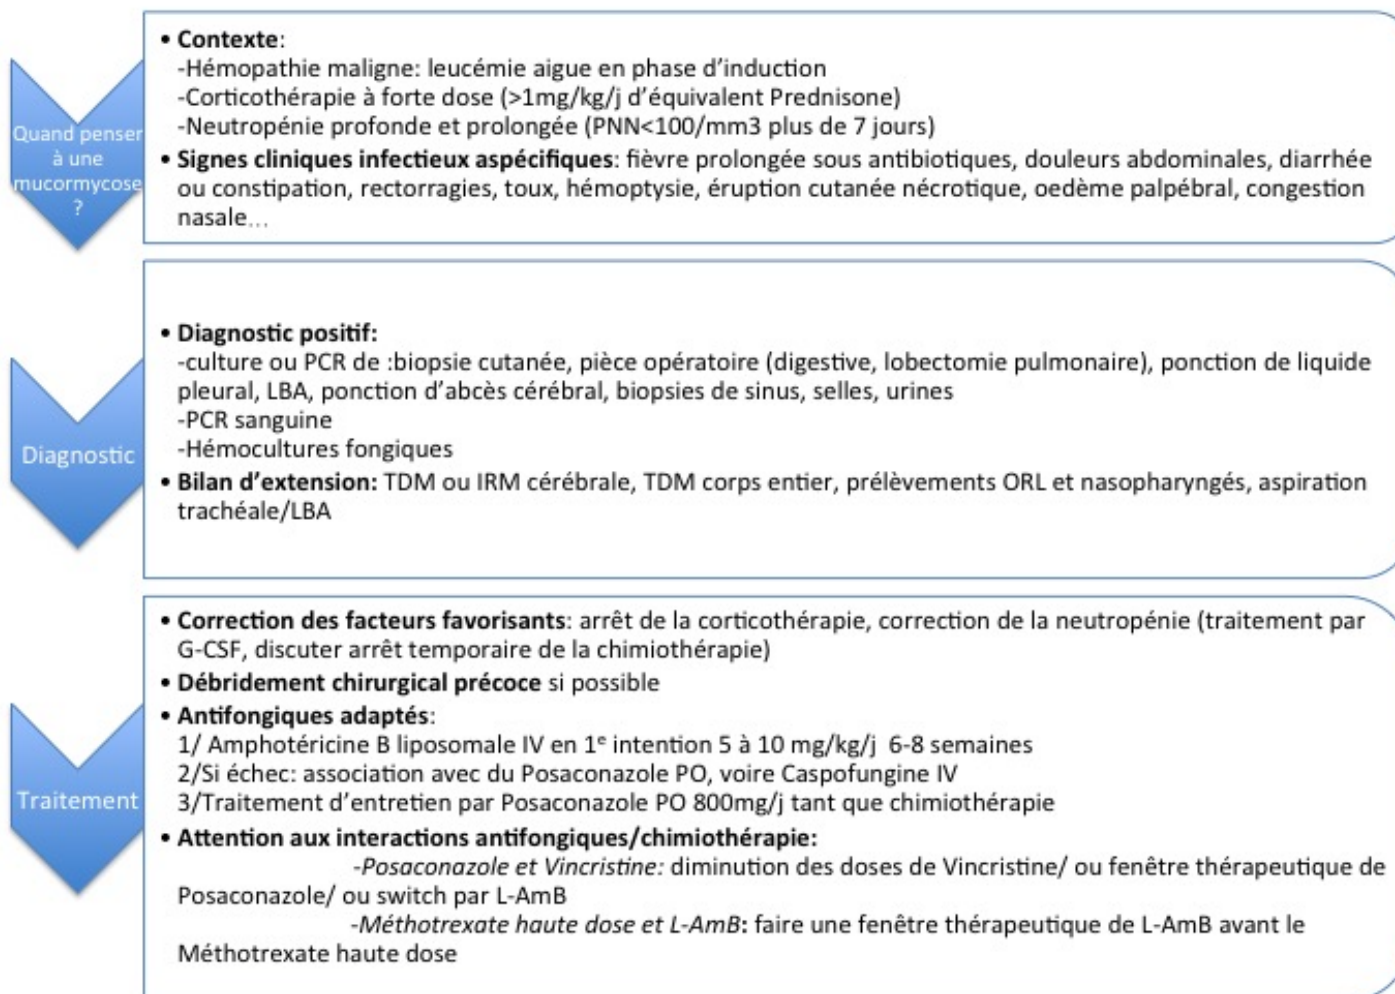 Quand penser
à une
mucormycose
?
• Contexte:
-Hémopathie maligne: leucémie aigue en phase d'induction
-Corticothérapie à forte dose (>1mg/kg/j d'équivalent Prednisone)
-Neutropénie profonde et prolongée (PNN<100/mm3 plus de 7 jours)
• Signes cliniques infectieux aspécifiques: fièvre prolongée sous antibiotiques, douleurs abdominales, diarrhée
ou constipation, rectorragies, toux, hémoptysie, éruption cutanée nécrotique, oedème palpébral, congestion
nasale...
Diagnostic
• Diagnostic positif:
-culture ou PCR de :biopsie cutanée, pièce opératoire (digestive, lobectomie pulmonaire), ponction de liquide
pleural, LBA, ponction d'abcès cérébral, biopsies de sinus, selles, urines
-PCR sanguine
-Hémocultures fongiques
• Bilan d'extension: TDM ou IRM cérébrale, TDM corps entier, prélèvements ORL et nasopharyngés, aspiration
trachéale/LBA
Traitement
• Correction des facteurs favorisants: arrêt de la corticothérapie, correction de la neutropénie (traitement par
G-CSF, discuter arrêt temporaire de la chimiothérapie)
• Débridement chirurgical précoce si possible
• Antifongiques adaptés:
1/ Amphotéricine B liposomale IV en 1e intention 5 à 10 mg/kg/j 6-8 semaines
2/Si échec: association avec du Posaconazole PO, voire Caspofungine IV
3/Traitement d'entretien par Posaconazole PO 800mg/j tant que chimiothérapie
• Attention aux interactions antifongiques/chimiothérapie:
-Posaconazole et Vincristine: diminution des doses de Vincristine/ ou fenêtre thérapeutique de
Posaconazole/ ou switch par L-AmB
-Méthotrexate haute dose et L-AmB: faire une fenêtre thérapeutique de L-AmB avant le
Méthotrexate haute dose